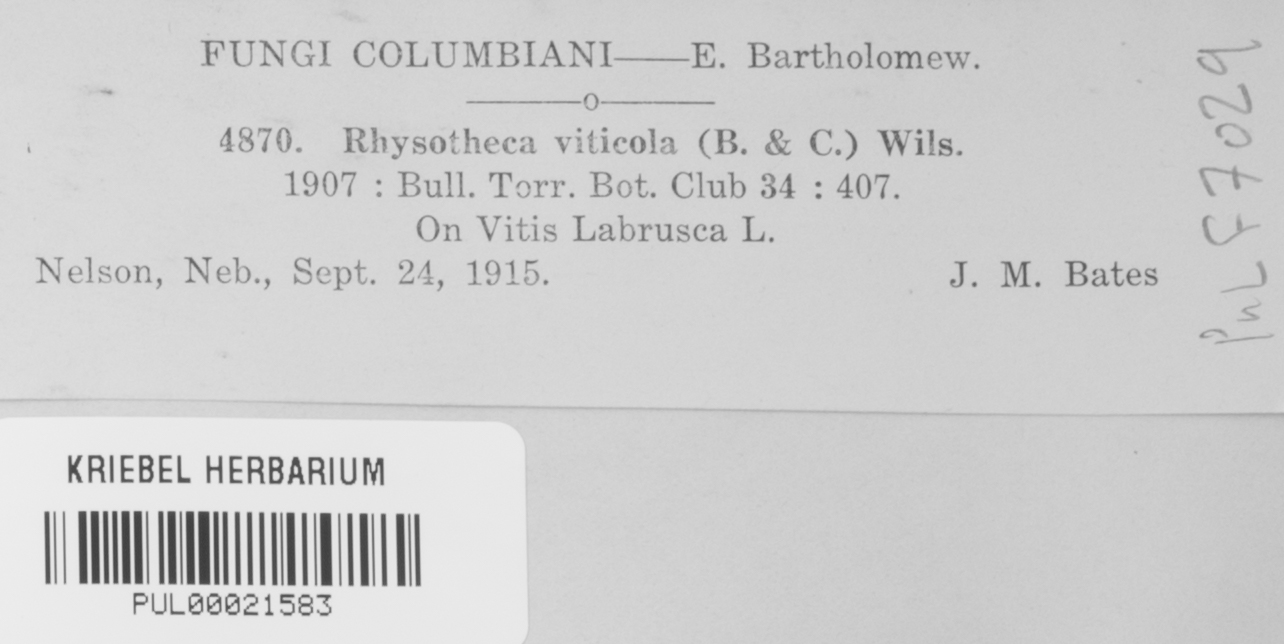 FUNGI COLUMBIANI——E. Bartholomew.
———o———
4870. Rhysotheca viticola (B. & C.) Wils.
1907 : Bull. Torr. Bot. Club 34 : 407.
On Vitis Labrusca L.
Nelson, Neb., Sept. 24, 1915. J. M. Bates
PUL F7029
KRIEBEL HERBARIUM
PUL00021583